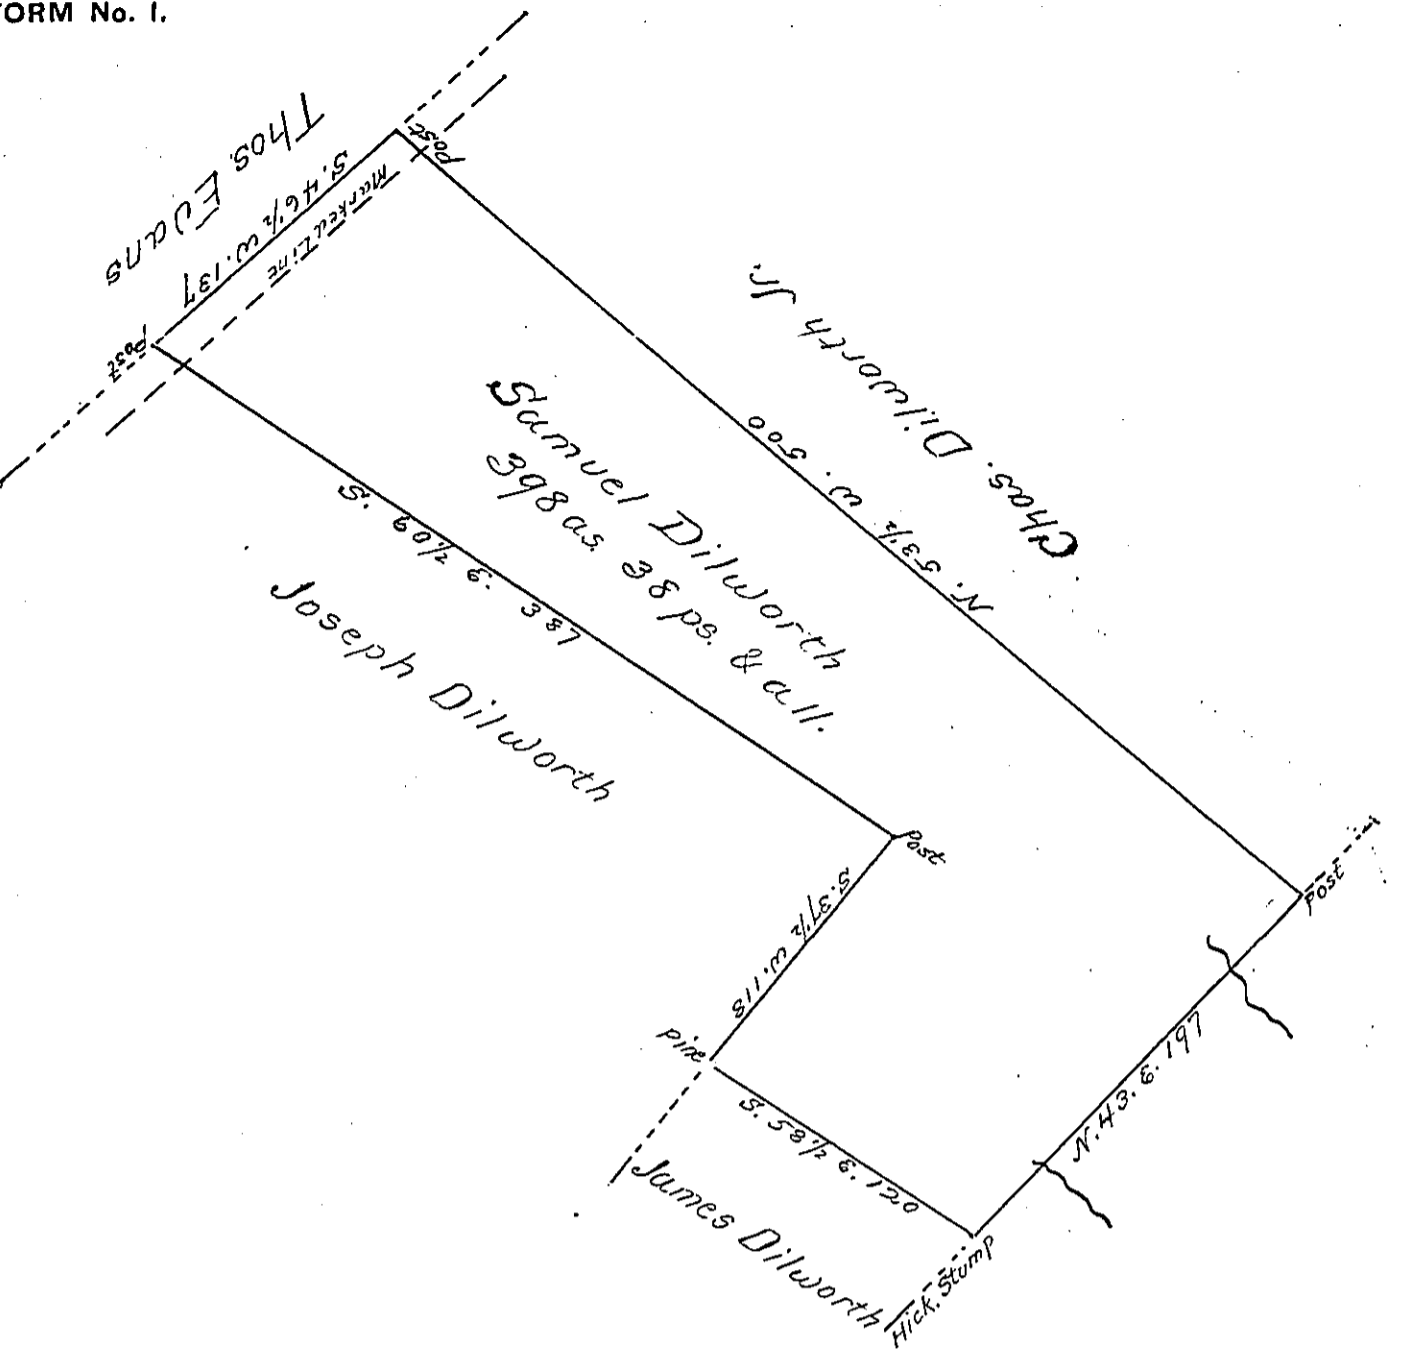 FORM No. 1.
Thos. Evans
S. 46½ W. 137
Marked Line
Post
Post
Chas. Dilworth Jr.
N. 53½ W. 500
Samuel Dilworth
398 as. 38 ps. & all.
S. 60½ E. 387
Joseph Dilworth
Post
S. 37½ W. 118
Pine
S. 58½ E. 120
James Dilworth
Hick. Stump
N. 43. E. 197
Post